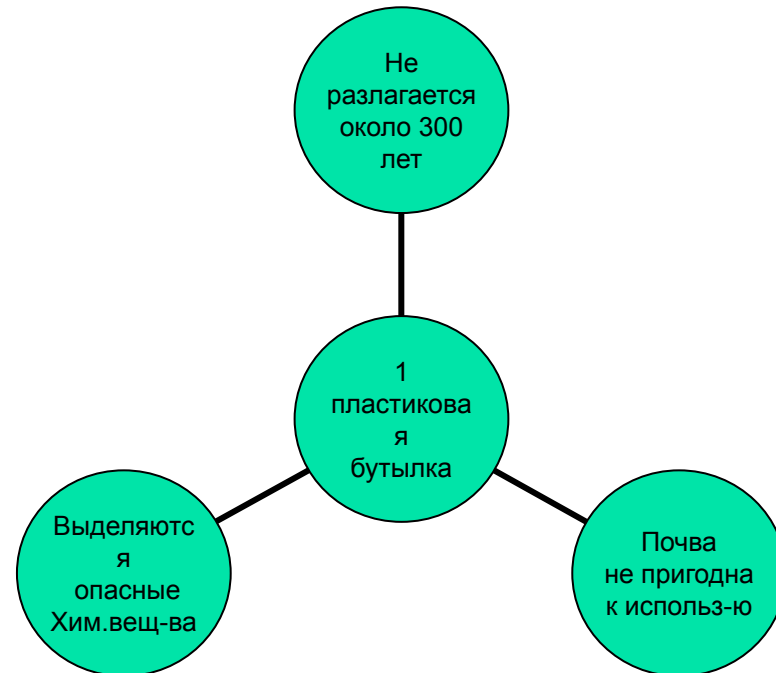 Не
разлагается
около 300
лет
1
пластикова
я
бутылка
Выделяютс
я
опасные
Хим.вещ-ва
Почва
не пригодна
к использ-ю